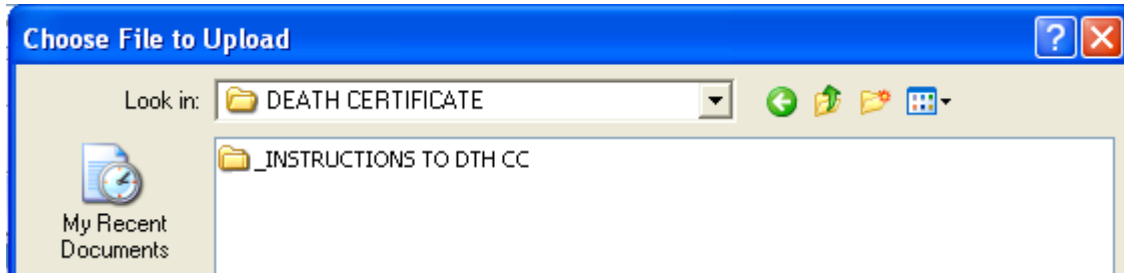 Choose File to Upload
Look in: DEATH CERTIFICATE
_INSTRUCTIONS TO DTH CC
My Recent
Documents